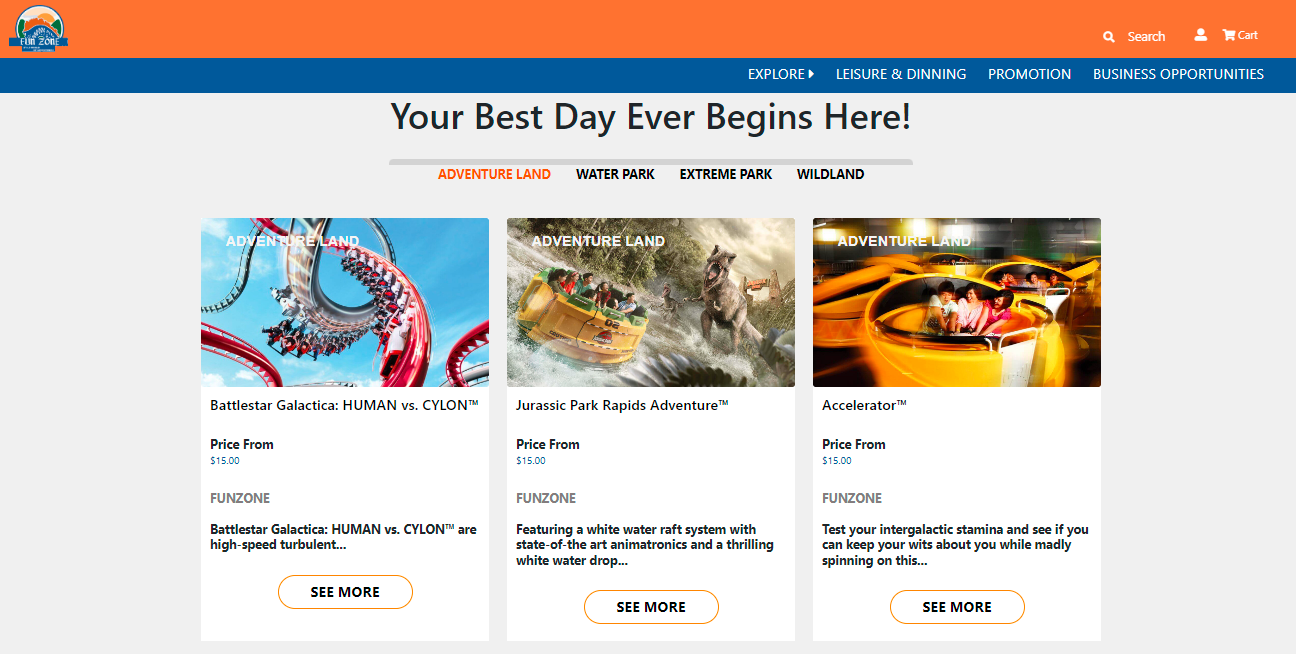 FUN ZONE
Search
Cart
EXPLORE
LEISURE & DINNING
PROMOTION
BUSINESS OPPORTUNITIES
Your Best Day Ever Begins Here!
ADVENTURE LAND
WATER PARK
EXTREME PARK
WILDLAND
ADVENTURE LAND
Battlestar Galactica: HUMAN vs. CYLON™
Price From
$15.00
FUNZONE
Battlestar Galactica: HUMAN vs. CYLON™ are
high-speed turbulent...
SEE MORE
ADVENTURE LAND
Jurassic Park Rapids Adventure™
Price From
$15.00
FUNZONE
Featuring a white water raft system with
state-of-the art animatronics and a thrilling
white water drop...
SEE MORE
ADVENTURE LAND
Accelerator™
Price From
$15.00
FUNZONE
Test your intergalactic stamina and see if you
can keep your wits about you while madly
spinning on this...
SEE MORE